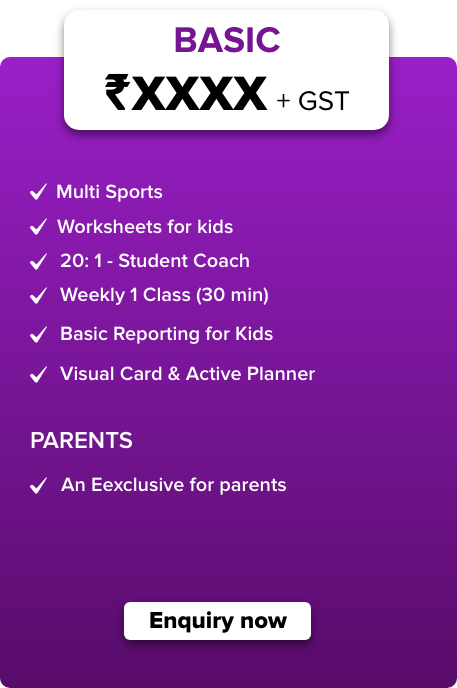 BASIC
₹XXXX + GST
Multi Sports
Worksheets for kids
20: 1 - Student Coach
Weekly 1 Class (30 min)
Basic Reporting for Kids
Visual Card & Active Planner
PARENTS
An Eexclusive for parents
Enquiry now